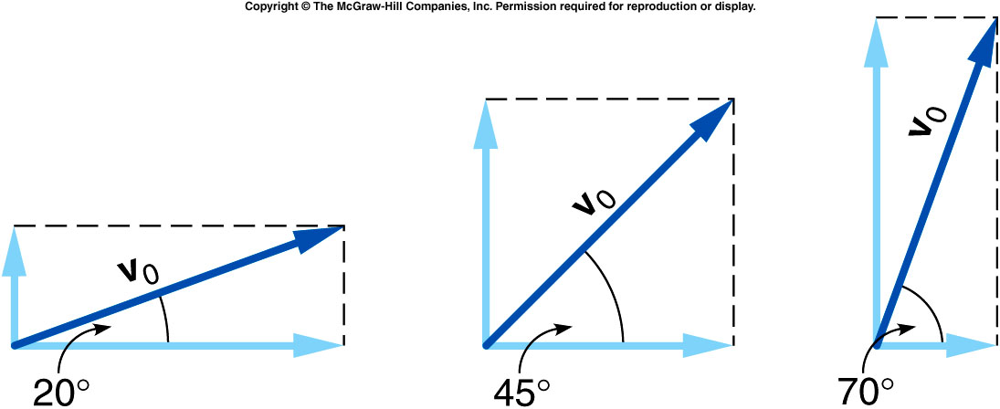 Copyright © The McGraw-Hill Companies, Inc. Permission required for reproduction or display.
v0
20°
v0
45°
v0
70°